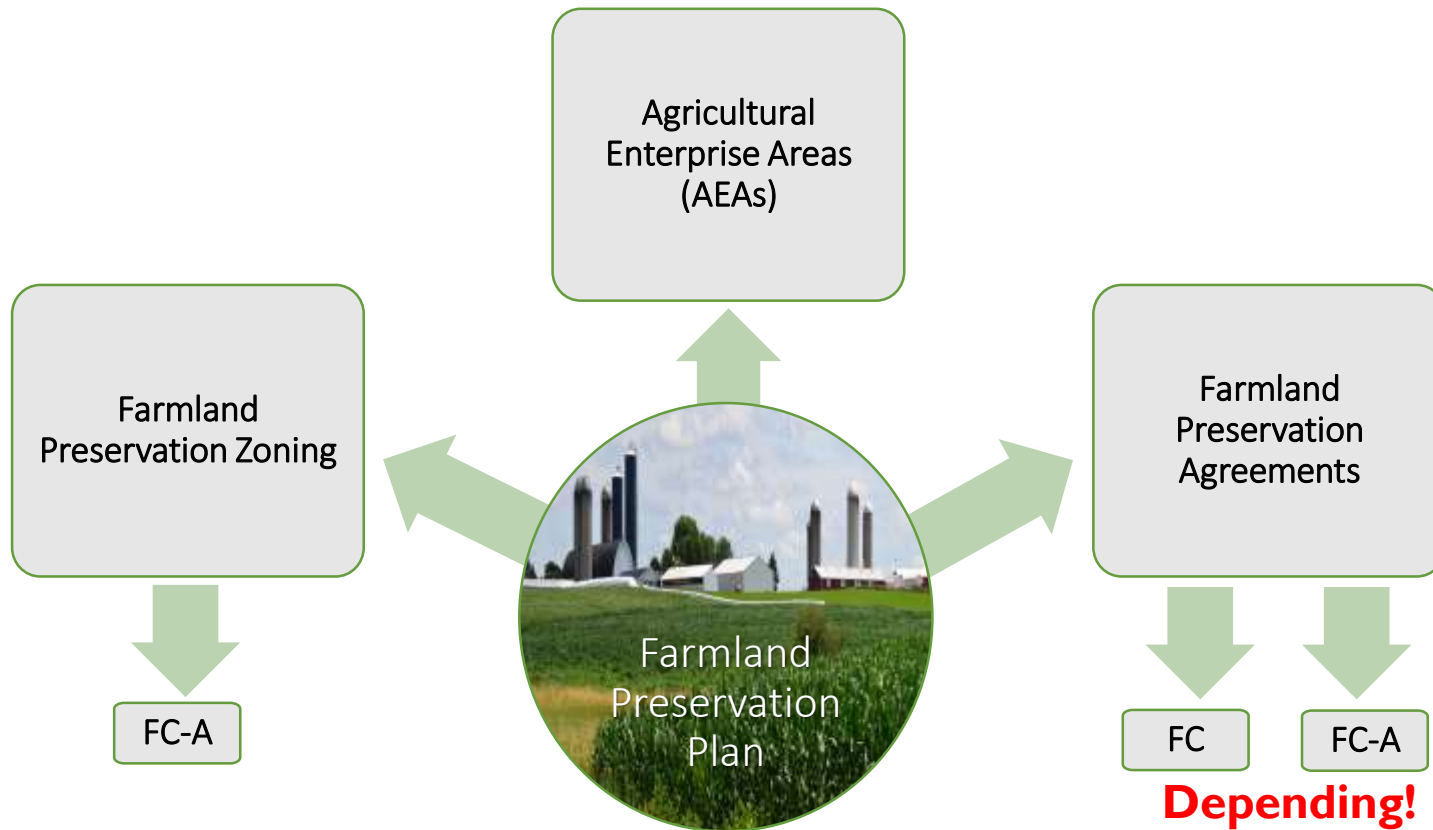 Agricultural
Enterprise Areas
(AEAs)
Farmland
Preservation Zoning
Farmland
Preservation
Agreements
Farmland
Preservation
Plan
FC-A
FC
FC-A
Depending!